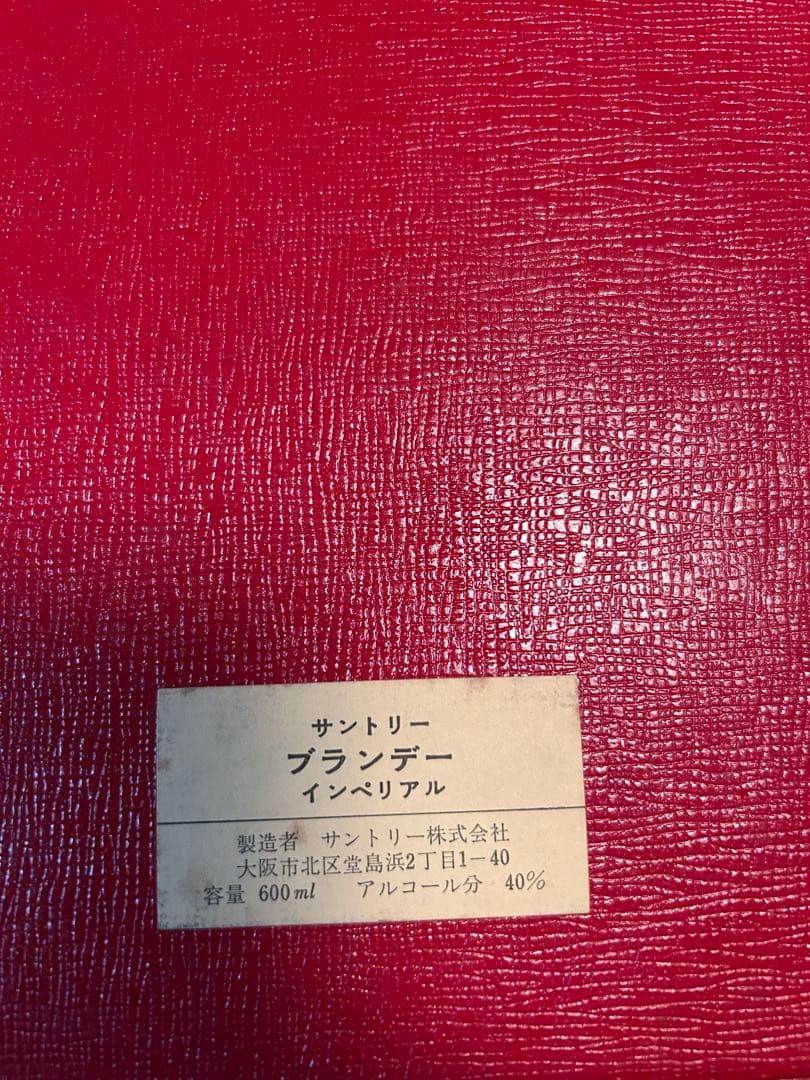 サントリー
ブランデー
インペリアル
製造者 サントリー株式会社
大阪市北区堂島浜2丁目1-40
容量 600ml アルコール分 40%